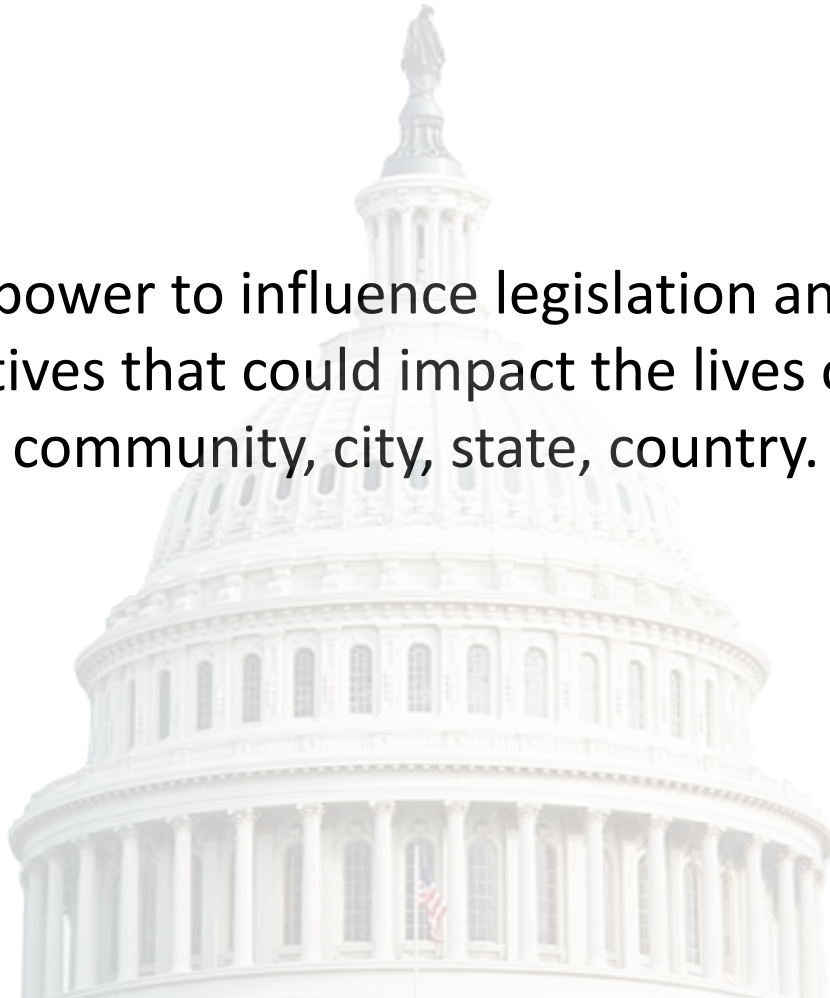 power to influence legislation an
tives that could impact the lives
community, city, state, country.